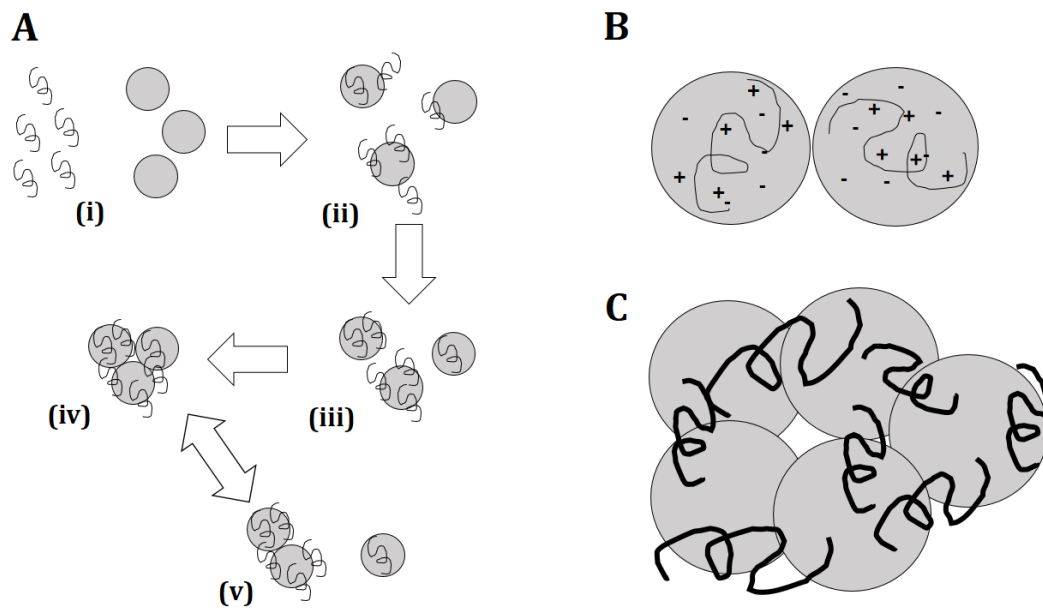 A
(i)
(ii)
(iii)
(iv)
(v)
B
+ - - - + + - + - + - + - + - + - + - + - -
C